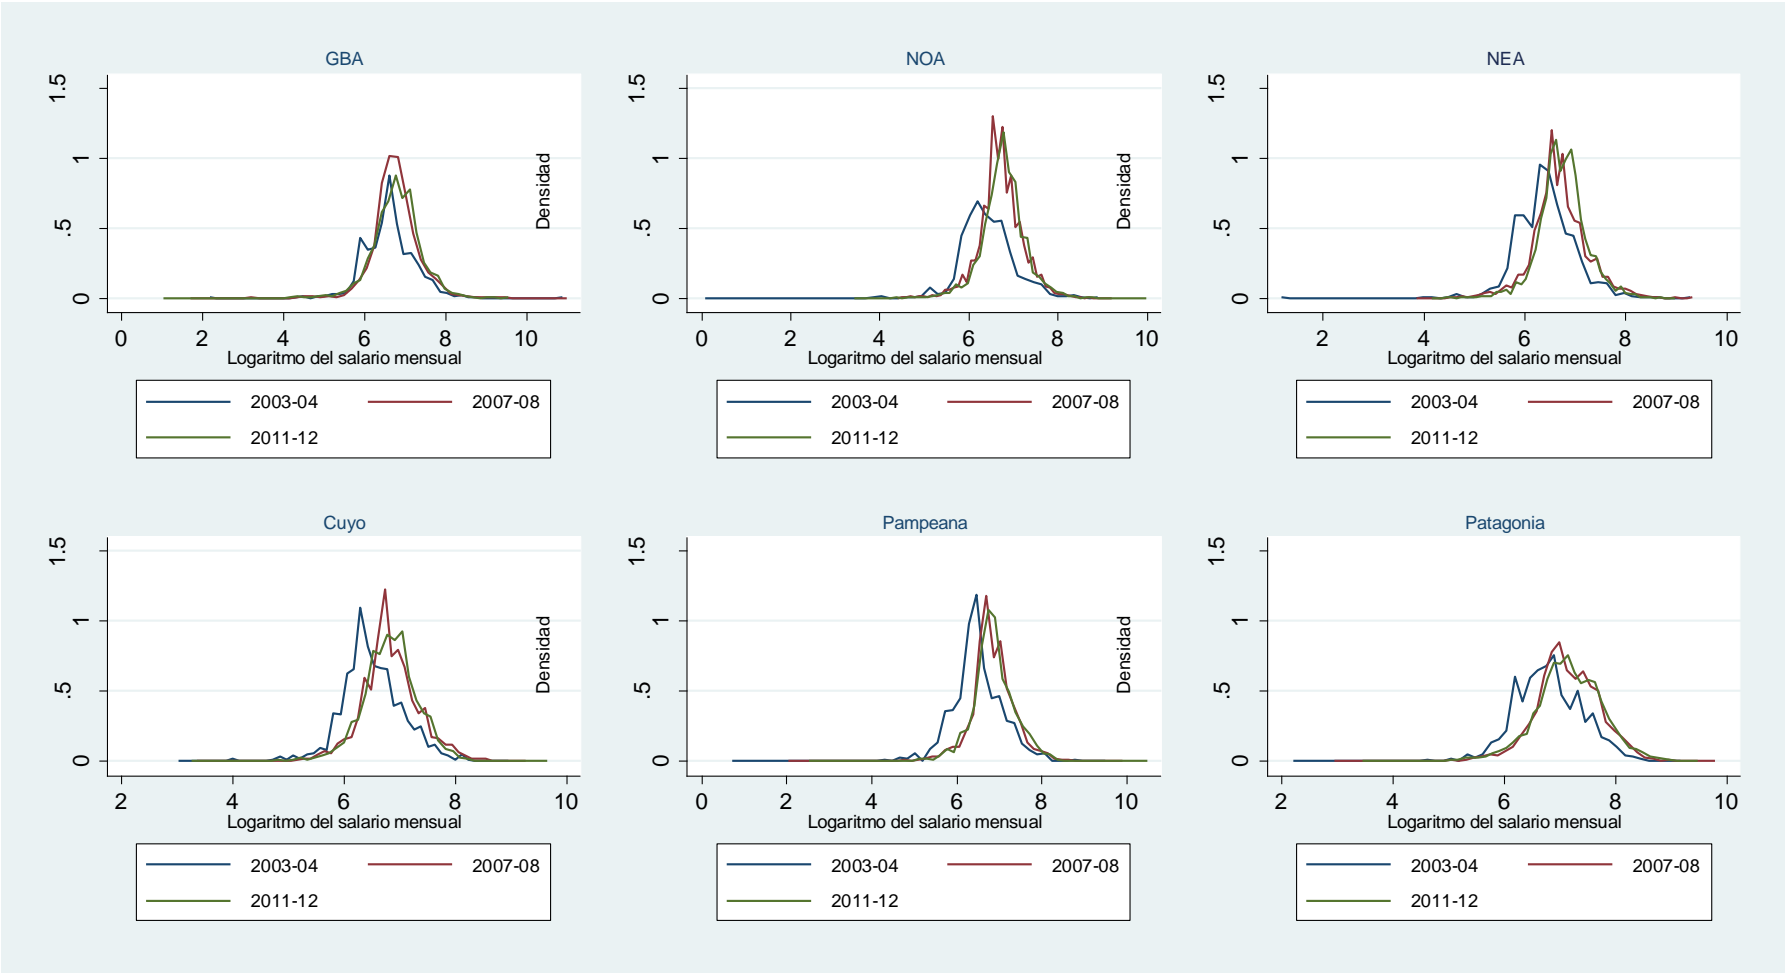 GBA
1.5
1
.5
0
Densidad
0 2 4 6 8 10
Logaritmo del salario mensual
2003-04 2007-08
2011-12
NOA
1.5
1
.5
0
Densidad
0 2 4 6 8 10
Logaritmo del salario mensual
2003-04 2007-08
2011-12
NEA
1.5
1
.5
0
2 4 6 8 10
Logaritmo del salario mensual
2003-04 2007-08
2011-12
Cuyo
1.5
1
.5
0
Densidad
2 4 6 8 10
Logaritmo del salario mensual
2003-04 2007-08
2011-12
Pampeana
1.5
1
.5
0
Densidad
0 2 4 6 8 10
Logaritmo del salario mensual
2003-04 2007-08
2011-12
Patagonia
1.5
1
.5
0
2 4 6 8 10
Logaritmo del salario mensual
2003-04 2007-08
2011-12